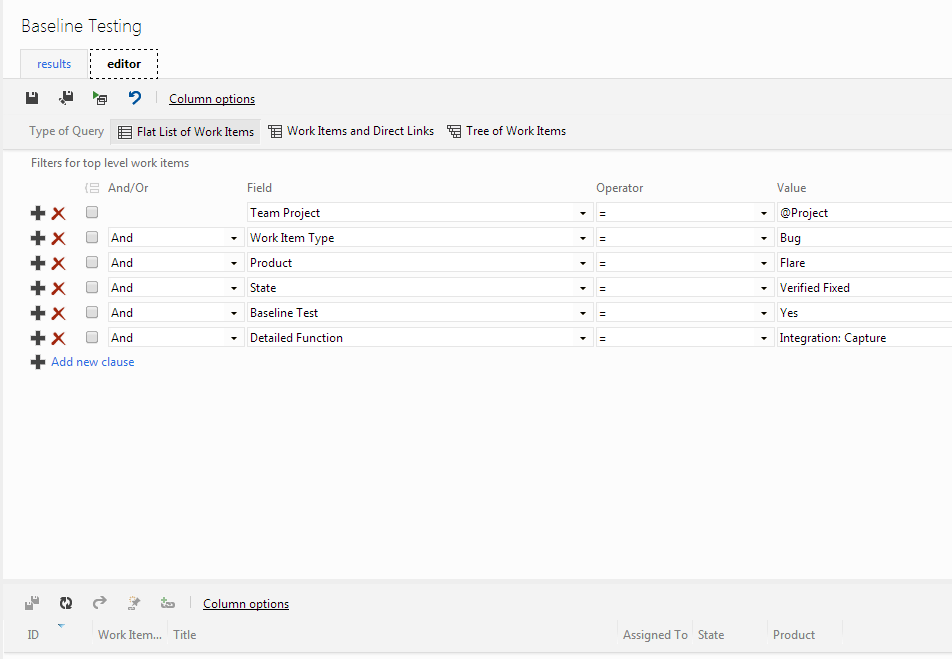 Baseline Testing
results editor
Column options
Type of Query Flat List of Work Items Work Items and Direct Links Tree of Work Items
Filters for top level work items
And/Or Field Operator Value
Team Project = @Project
And Work Item Type = Bug
And Product = Flare
And State = Verified Fixed
And Baseline Test = Yes
And Detailed Function = Integration: Capture
Add new clause
Column options
ID Work Item... Title Assigned To State Product